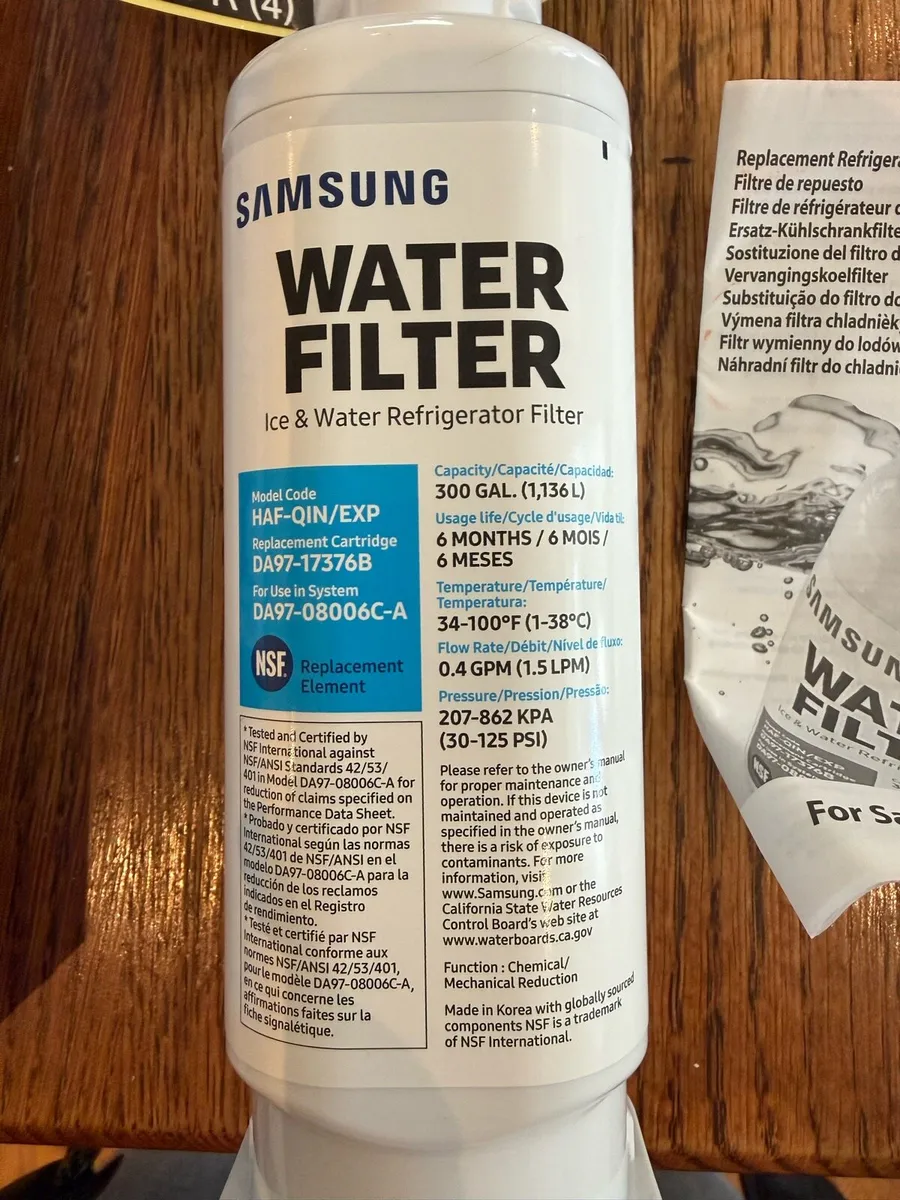 (4)
SAMSUNG
WATER
FILTER
Ice & Water Refrigerator Filter
Model Code
HAF-QIN/EXP
Replacement Cartridge
DA97-17376B
For Use in System
DA97-08006C-A
NSF.
Replacement
Element
Capacity/Capacité/Capacidad:
300 GAL. (1,136 L)
Usage life/Cycle d'usage/Vida til:
6 MONTHS / 6 MOIS /
6 MESES
Temperature/Température/
Temperatura:
34-100°F (1-38°C)
Flow Rate/Débit/Nível de fluxo:
0.4 GPM (1.5 LPM)
Pressure/Pression/Pressão:
207-862 KPA
(30-125 PSI)
* Tested and Certified by
NSF International against
NSF/ANSI Standards 42/53/
401 in Model DA97-08006C-A for
reduction of claims specified on
the Performance Data Sheet.
* Probado y certificado por NSF
International según las normas
42/53/401 de NSF/ANSI en el
modelo DA97-08006C-A para la
reducción de los reclamos
indicados en el Registro
de rendimiento.
* Testé et certifié par NSF
International conforme aux
normes NSF/ANSI 42/53/401,
pour le modèle DA97-08006C-A,
en ce qui concerne les
affirmations faites sur la
fiche signalétique.
Please refer to the owner's manual
for proper maintenance and
operation. If this device is not
maintained and operated as
specified in the owner's manual,
there is a risk of exposure to
contaminants. For more
information, visit
www.Samsung.com or the
California State Water Resources
Control Board's web site at
www.waterboards.ca.gov
Function : Chemical/
Mechanical Reduction
Made in Korea with globally sourced
components NSF is a trademark
of NSF International.
Replacement Refrigera
Filtre de repuesto
Filtre de réfrigérateur d
Ersatz-Kühlschrankfilte
Sostituzione del filtro d
Vervangingskoelfilter
Substituição do filtro do
Výmena filtra chladničk
Filtr wymienny do lodów
Náhradní filtr do chladni
SAMSUN
WAT
FILT
Ice & Water Refri
HAF-QIN/EXP
DA97-17376B
NSF
For Sa